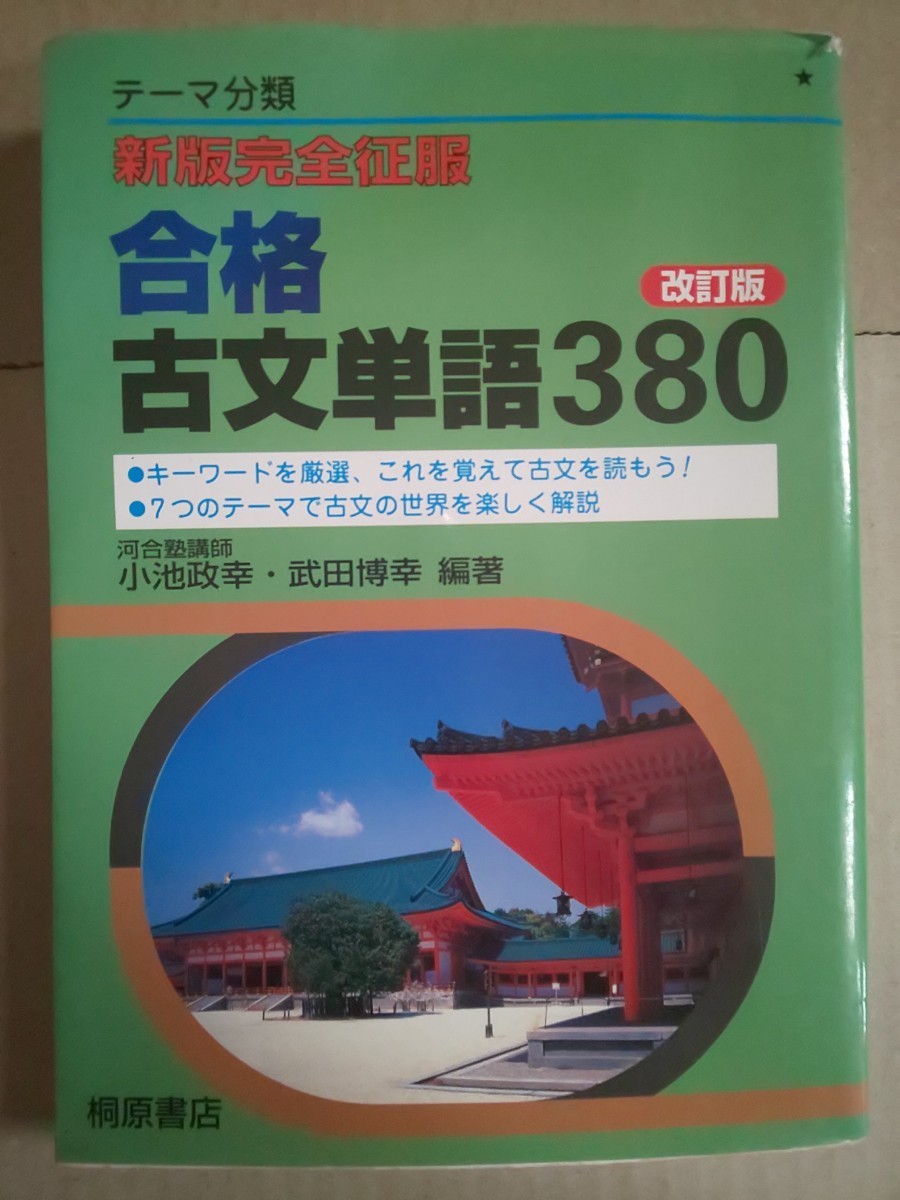 ★
テーマ分類
新版完全征服
合格
改訂版
古文単語380
●キーワードを厳選、これを覚えて古文を読もう!
●7つのテーマで古文の世界を楽しく解説
河合塾講師
小池政幸・武田博幸 編著
桐原書店